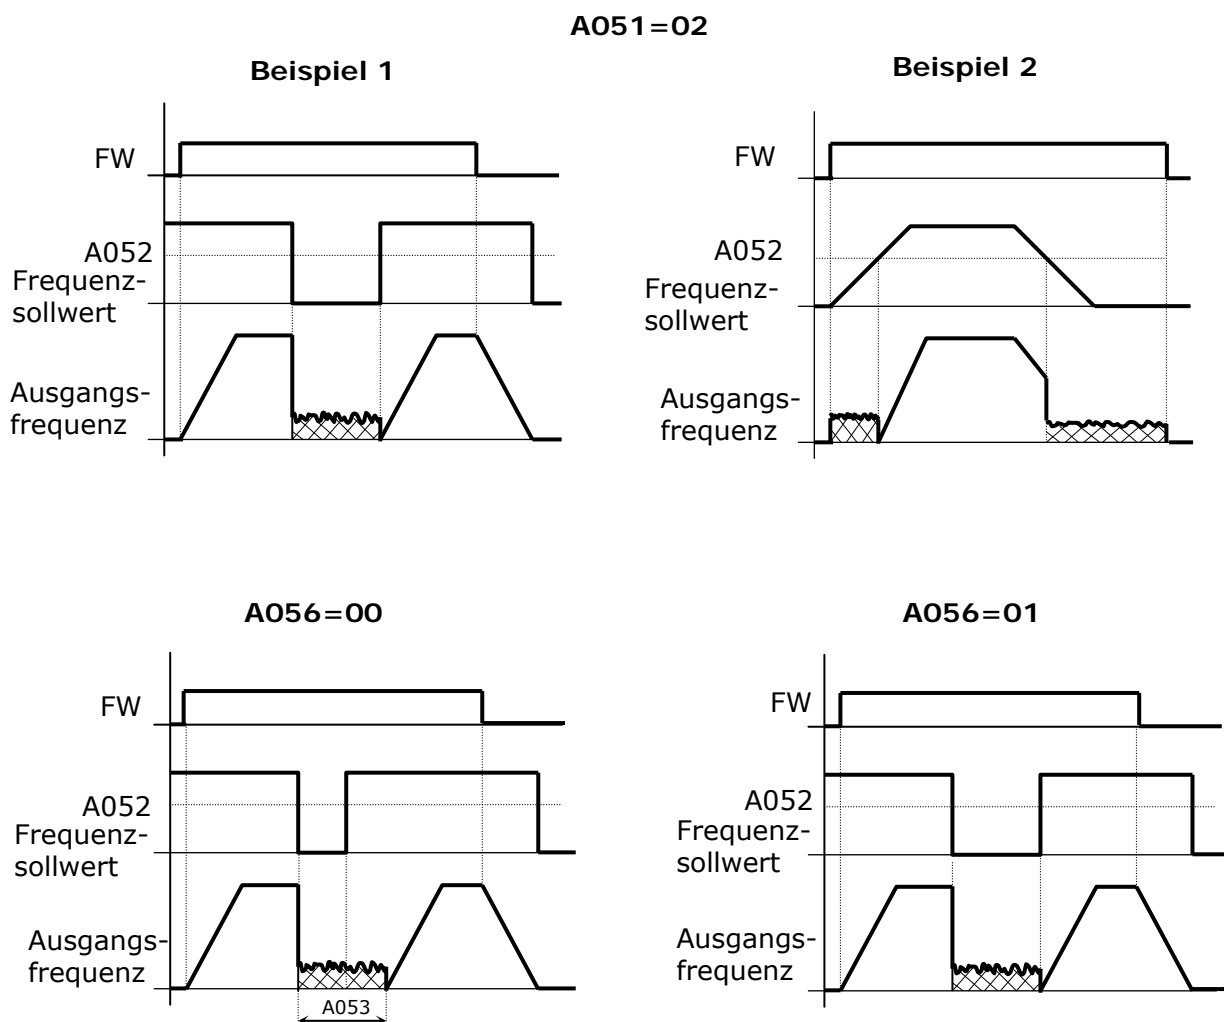 A051=02
Beispiel 1
FW
A052
Frequenz-
sollwert
Ausgangs-
frequenz
Beispiel 2
FW
A052
Frequenz-
sollwert
Ausgangs-
frequenz
A056=00
FW
A052
Frequenz-
sollwert
Ausgangs-
frequenz
A053
A056=01
FW
A052
Frequenz-
sollwert
Ausgangs-
frequenz